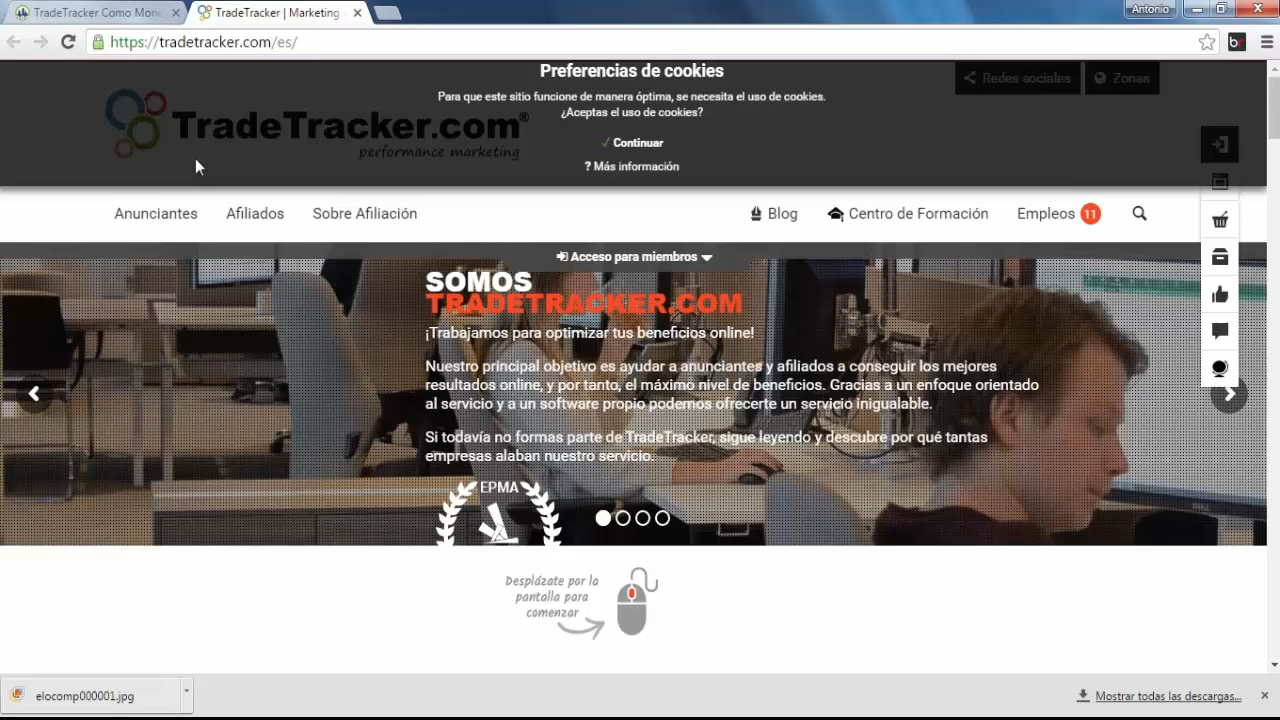 TradeTracker Como Mon
TradeTracker | Marketing
Antonio
https://tradetracker.com/es/
Preferencias de cookies
Para que este sitio funcione de manera óptima, se necesita el uso de cookies.
¿Aceptas el uso de cookies?
✓ Continuar
? Más información
Redes sociales
Zonas
TradeTracker.com®
performance marketing
Anunciantes
Afiliados
Sobre Afiliación
Blog
Centro de Formación
Empleos 11
Acceso para miembros
SOMOS
TRADETRACKER.COM
¡Trabajamos para optimizar tus beneficios online!
Nuestro principal objetivo es ayudar a anunciantes y afiliados a conseguir los mejores
resultados online, y por tanto, el máximo nivel de beneficios. Gracias a un enfoque orientado
al servicio y a un software propio podemos ofrecerte un servicio inigualable.
Si todavía no formas parte de TradeTracker, sigue leyendo y descubre por qué tantas
empresas alaban nuestro servicio.
EPMA
Desplázate por la
pantalla para
comenzar
elocomp000001.jpg
Mostrar todas las descargas...